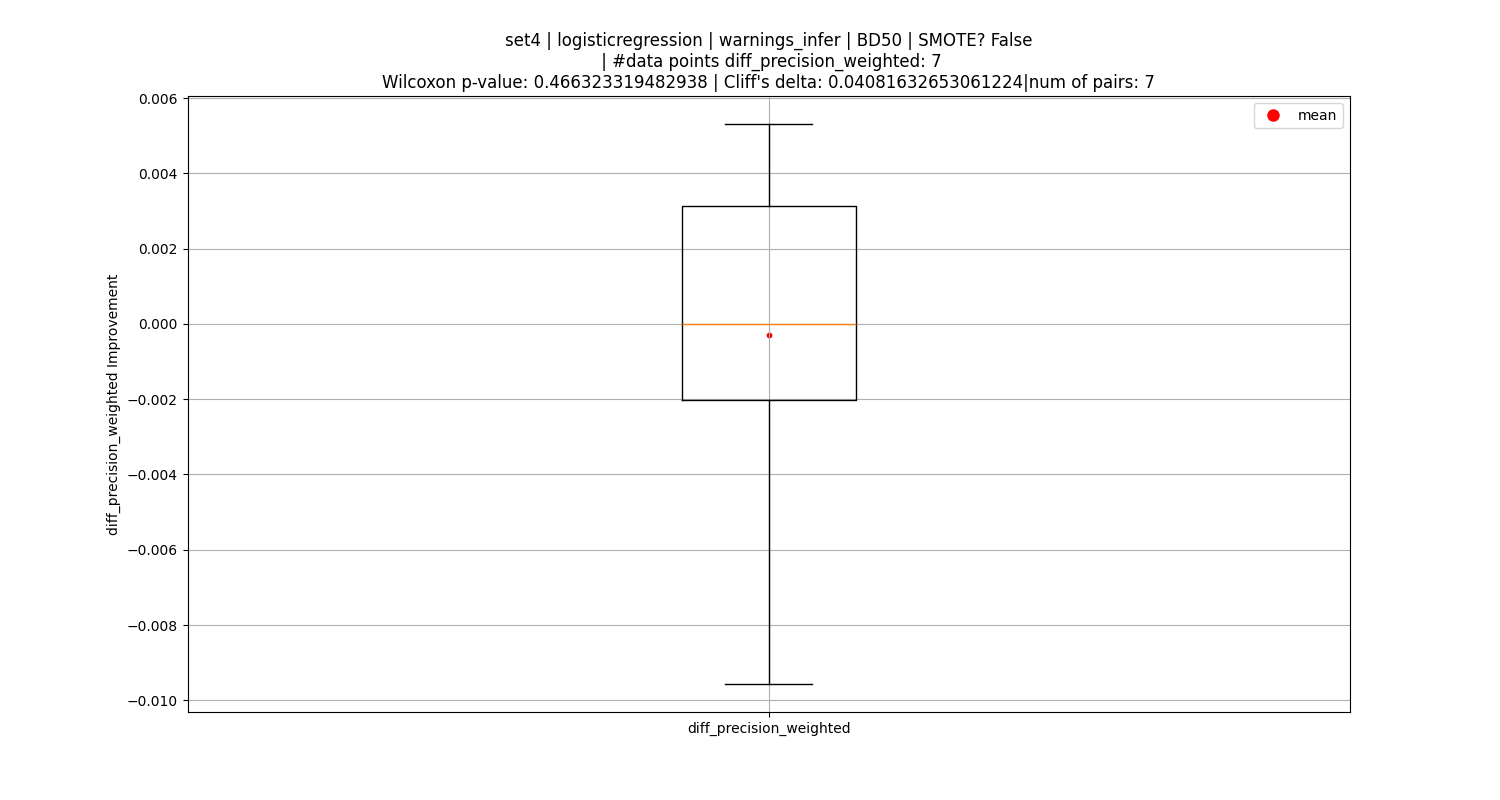 set4 | logisticregression | warnings_infer | BD50 | SMOTE? False
| #data points diff_precision_weighted: 7
Wilcoxon p-value: 0.466323319482938 | Cliff's delta: 0.04081632653061224|num of pairs: 7
mean
0.006
0.004
0.002
0.000
−0.002
−0.004
−0.006
−0.008
−0.010
diff_precision_weighted Improvement
diff_precision_weighted